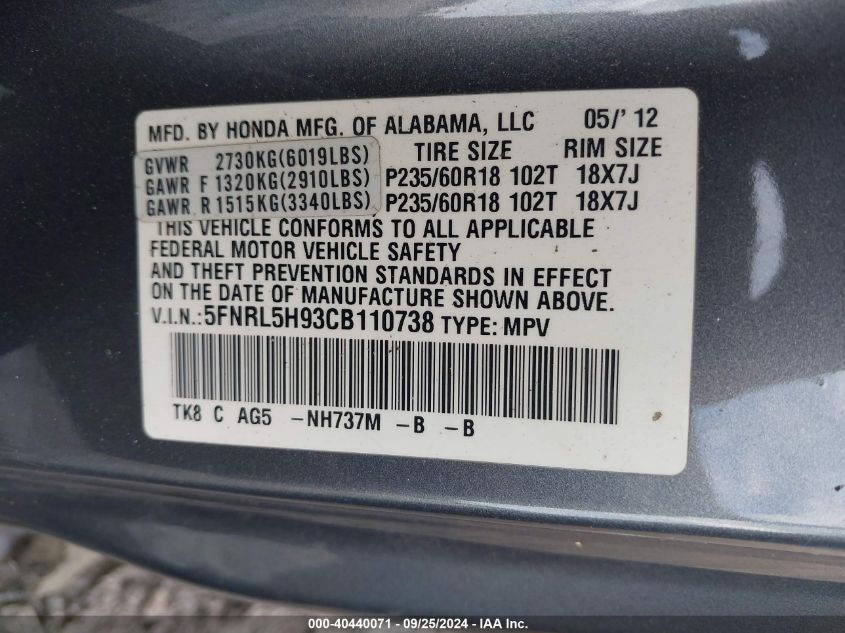 MFD. BY HONDA MFG. OF ALABAMA, LLC 05/'12
GVWR 2730KG(6019LBS) TIRE SIZE RIM SIZE
GAWR F 1320KG(2910LBS) P235/60R18 102T 18X7J
GAWR R 1515KG(3340LBS) P235/60R18 102T 18X7J
THIS VEHICLE CONFORMS TO ALL APPLICABLE
FEDERAL MOTOR VEHICLE SAFETY
AND THEFT PREVENTION STANDARDS IN EFFECT
ON THE DATE OF MANUFACTURE SHOWN ABOVE.
V.I.N.:5FNRL5H93CB110738 TYPE: MPV
TK8 C AG5 -NH737M -B -B
000-40440071 - 09/25/2024 - IAA Inc.